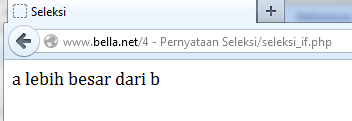 Seleksi
www.bella.net/4 - Pernyataan Seleksi/seleksi_if.php
a lebih besar dari b